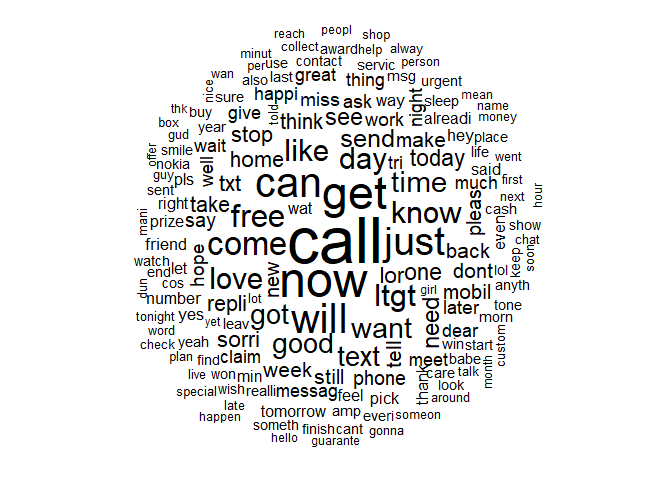 reach peopl shop
minut collect awardhelp alway
peruse contact servic person
wan also last great thing msg urgent
nice sure happi miss ask way night sleep mean
thk buy give told think see work alreadi name
box year stop send make hey place money
gud smile wait home like day tri today life went
offer nokia well txt can get time much said first
guy pls sent right take free wat know pleas cash next hour
mani prize say come call just back even show
friend hope love new now lor one dont lol keep chat soon
watch end let cos repli lot will ltgt girl mobil anyth
dun number yes got want need later tone
tonight yet leav sorri good text tell dear morn
word check yeah claim week still phone meet babe win start custom
plan find min messag feel pick thank care talk month
live won realli look
special wish late tomorrow amp everi someon around
happen someth finish cant gonna
hello guarante